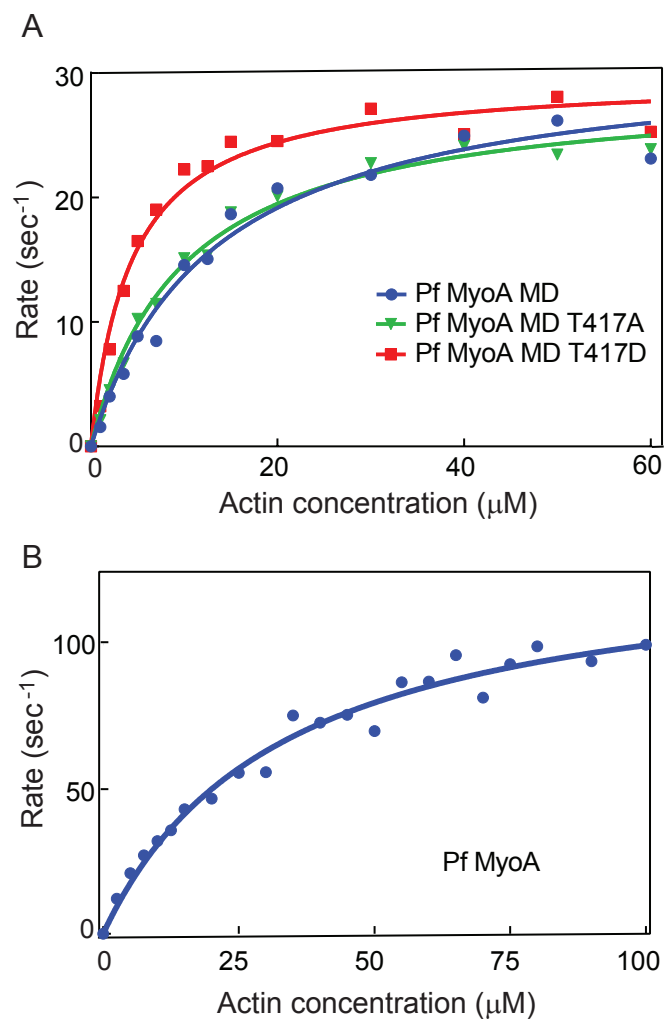 A
30
20
10
0
Rate (sec⁻¹)
Pf MyoA MD
Pf MyoA MD T417A
Pf MyoA MD T417D
0 20 40 60
Actin concentration (μM)
B
100
50
0
Rate (sec⁻¹)
Pf MyoA
0 25 50 75 100
Actin concentration (μM)